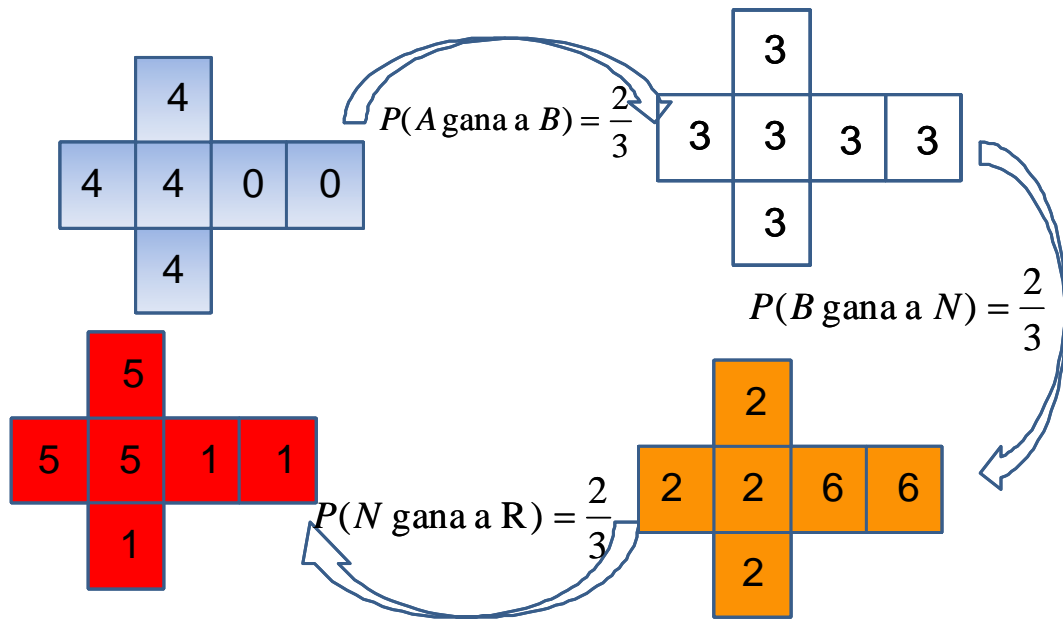 4
4 4 0 0
4
P(A gana a B) = 2/3
3
3 3 3 3
3
P(B gana a N) = 2/3
5
5 5 1 1
1
P(N gana a R) = 2/3
2
2 2 6 6
2